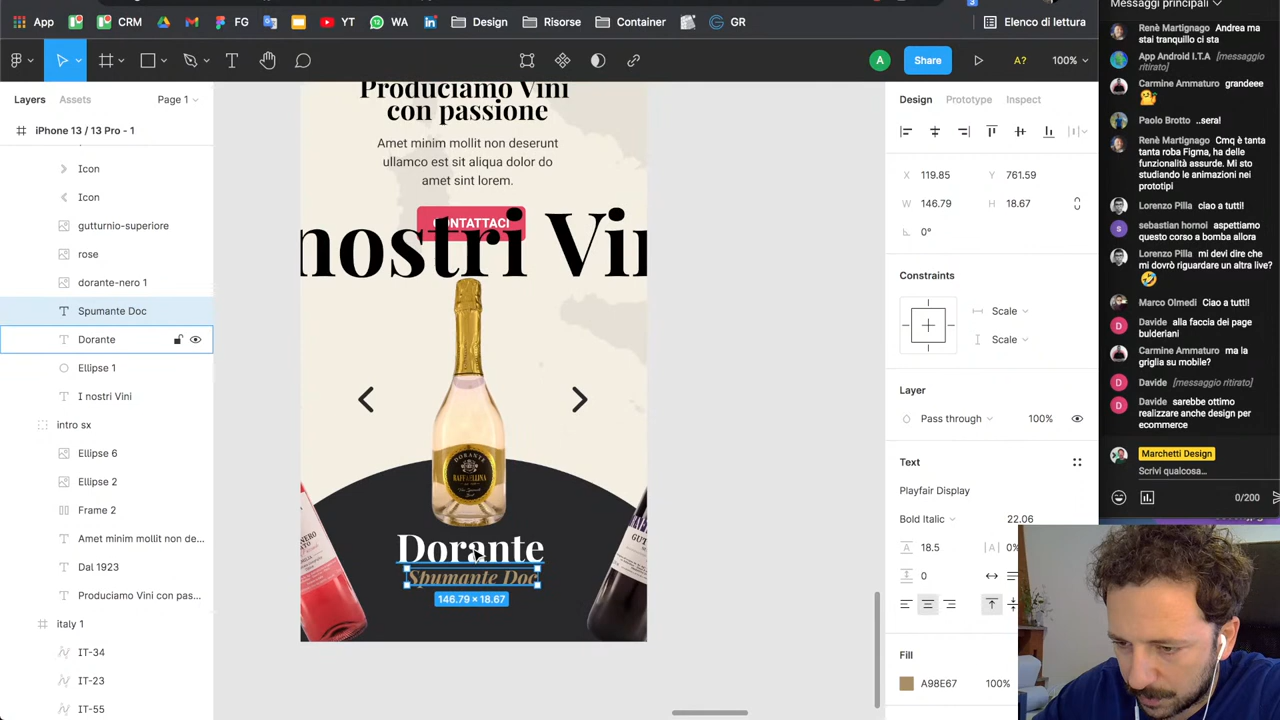 App
PCRM
FG
YT
WA
Design
Risorse
Container
GR
Elenco di lettura
Messaggi principali
Share
A
A?
100%
Layers
Assets
Page 1
iPhone 13 / 13 Pro - 1
Icon
Icon
gutturnio-superiore
rose
dorante-nero 1
Spumante Doc
Dorante
Ellipse 1
I nostri Vini
intro sx
Ellipse 6
Ellipse 2
Frame 2
Amet minim mollit non de...
Dal 1923
Produciamo Vini con pas...
italy 1
IT-34
IT-23
IT-55
Produciamo Vini
con passione
Amet minim mollit non deserunt
ullamco est sit aliqua dolor do
amet sint lorem.
CONTATTACI
nostri Vin
DORANTE
RAFFAELLINA
Dorante
Spumante Doc
146.79 × 18.67
Design
Prototype
Inspect
X 119.85 Y 761.59
W 146.79 H 18.67
0°
Constraints
Scale
Scale
Layer
Pass through 100%
Text
Playfair Display
Bold Italic 22.06
18.5 0%
0
Fill
A98E67 100%
Renè Martignago Andrea ma
stai tranquillo ci sta
App Android I.T.A [messaggio
ritirato]
Carmine Ammaturo grandeee
Paolo Brotto ..sera!
Renè Martignago Cmq è tanta
tanta roba Figma, ha delle
funzionalità assurde. Mi sto
studiando le animazioni nei
prototipi
Lorenzo Pilla ciao a tutti!
sebastian hornoi aspettiamo
questo corso a bomba allora
Lorenzo Pilla mi devi dire che
mi dovrò riguardare un altra live?
Marco Olmedi Ciao a tutti!
Davide alla faccia dei page
bulderiani
Carmine Ammaturo ma la
griglia su mobile?
Davide [messaggio ritirato]
Davide sarebbe ottimo
realizzare anche design per
ecommerce
Marchetti Design
Scrivi qualcosa...
0/200